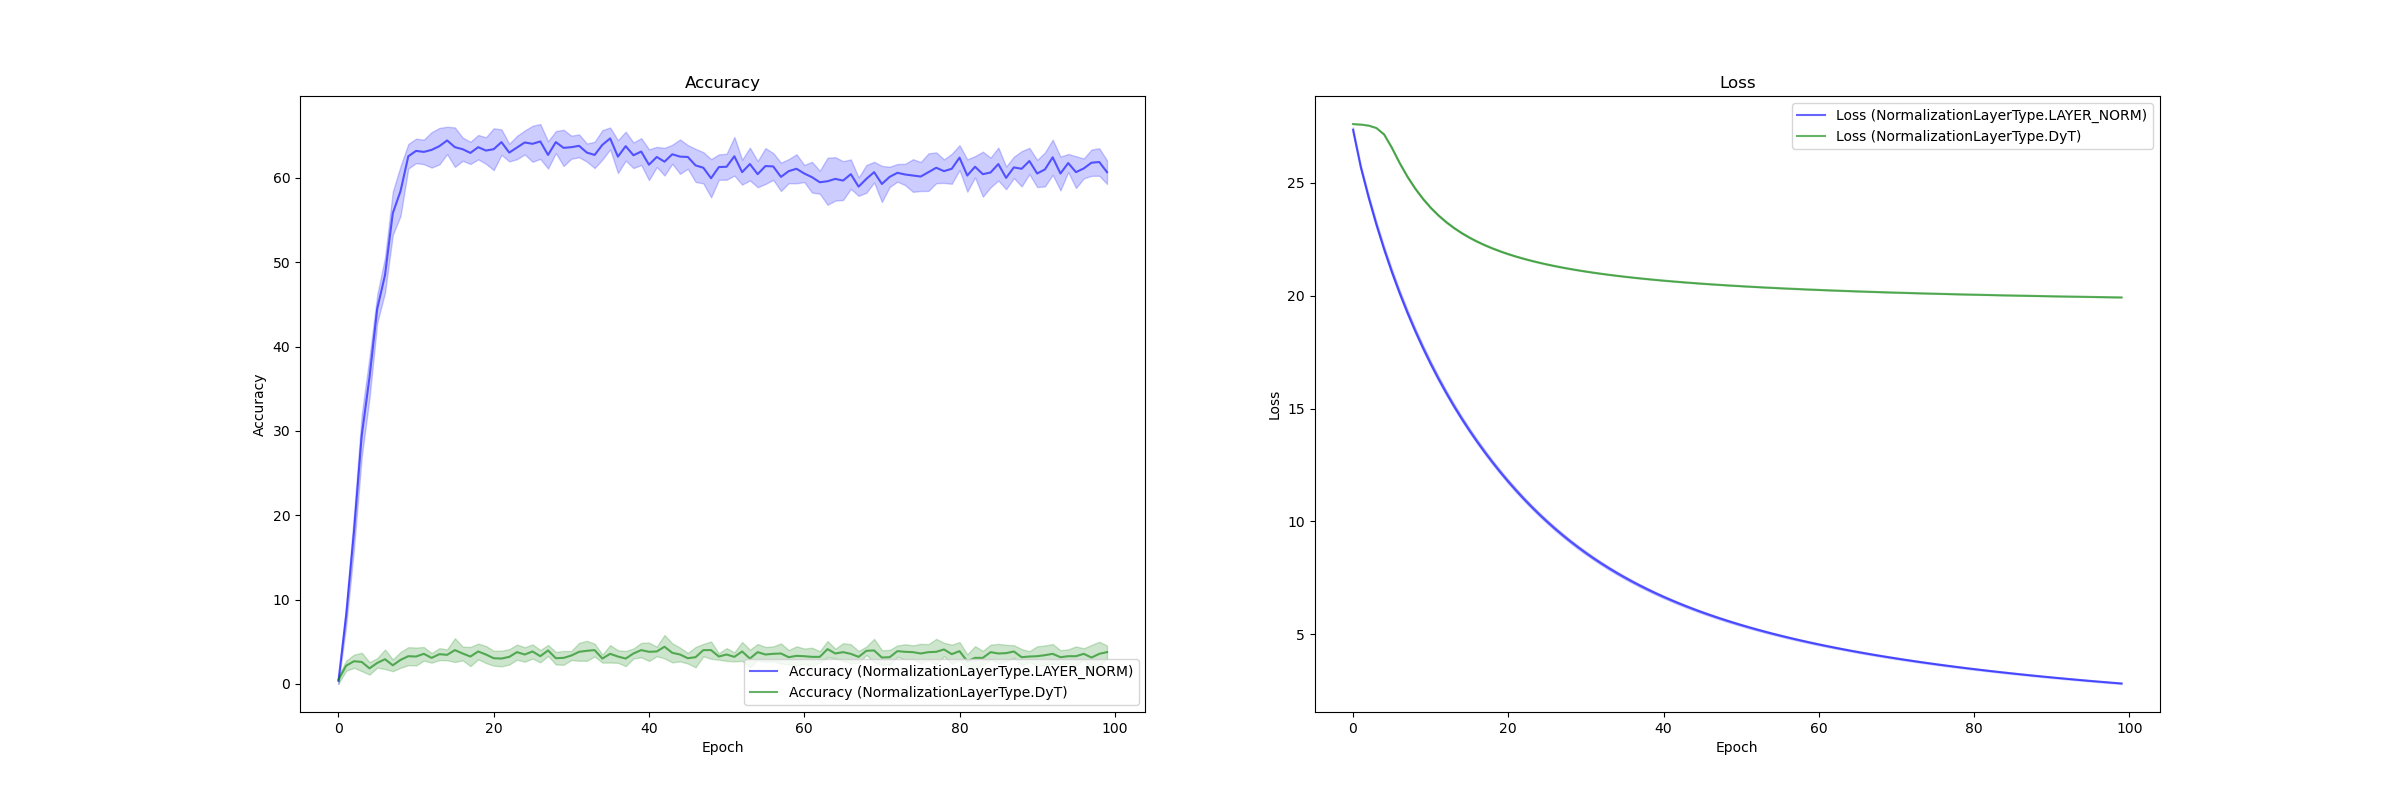 Accuracy
60
50
40
30
20
10
0
Accuracy
Accuracy (NormalizationLayerType.LAYER_NORM)
Accuracy (NormalizationLayerType.DyT)
0 20 40 60 80 100
Epoch
Loss
25
20
15
10
5
Loss
Loss (NormalizationLayerType.LAYER_NORM)
Loss (NormalizationLayerType.DyT)
0 20 40 60 80 100
Epoch